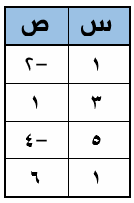 س ص
١ –٢
٣ ١
٥ –٤
١ ٦